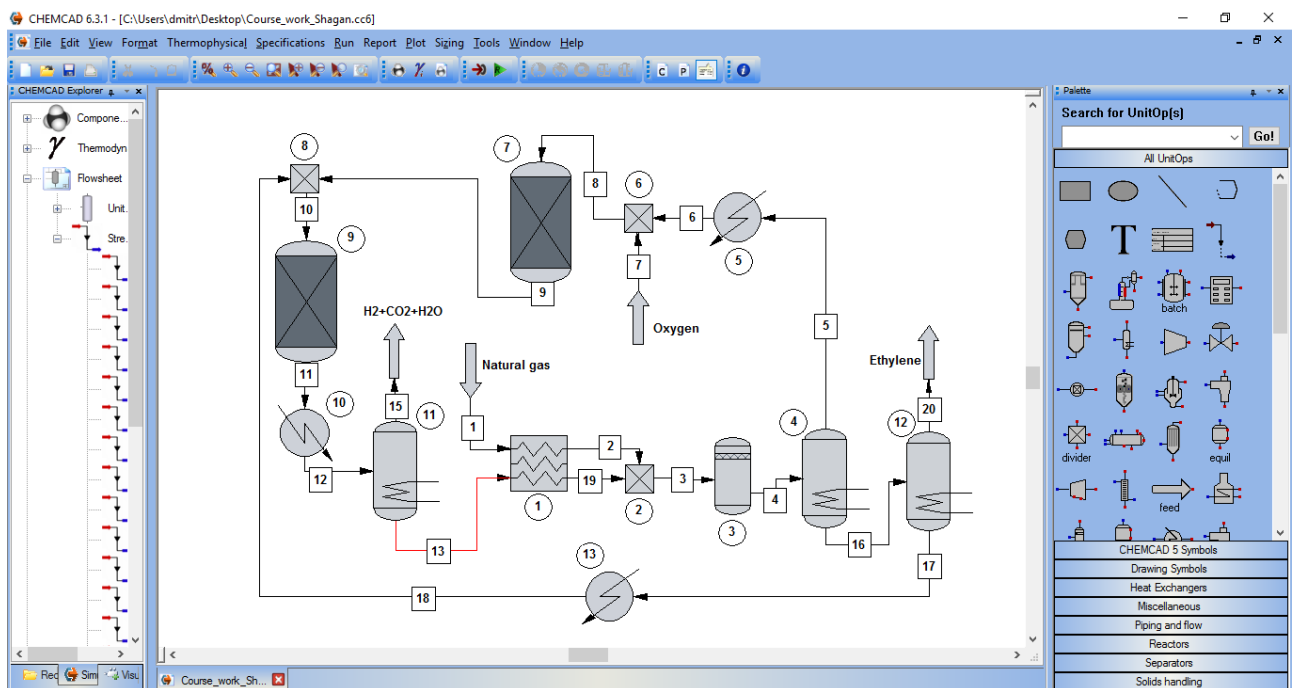 CHEMCAD 6.3.1 - [C:\Users\dmitr\Desktop\Course_work_Shagan.cc6]
File Edit View Format Thermophysical Specifications Run Report Plot Sizing Tools Window Help
C P
CHEMCAD Explorer
Compone...
Thermodyn
Flowsheet
Unit.
Stre.
Rec Sim Visu
8
10
9
11
10
12
H2+CO2+H2O
15
11
13
Natural gas
1
2
19
1
2
3
3
4
7
8
9
6
6
7
Oxygen
5
5
4
16
Ethylene
20
12
17
13
18
Course_work_Sh...
Palette
Search for UnitOp[s]
Go!
All UnitOps
T
batch
divider
equil
feed
CHEMCAD 5 Symbols
Drawing Symbols
Heat Exchangers
Miscellaneous
Piping and flow
Reactors
Separators
Solids handling